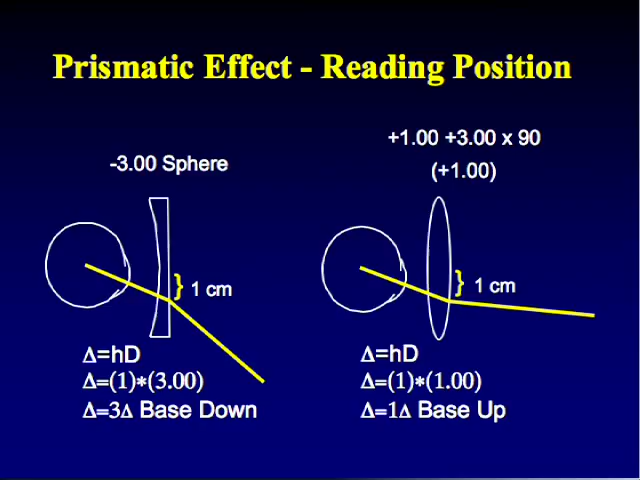 Prismatic Effect - Reading Position
-3.00 Sphere
1 cm
Δ=hD
Δ=(1)*(3.00)
Δ=3Δ Base Down
+1.00 +3.00 x 90
(+1.00)
1 cm
Δ=hD
Δ=(1)*(1.00)
Δ=1Δ Base Up